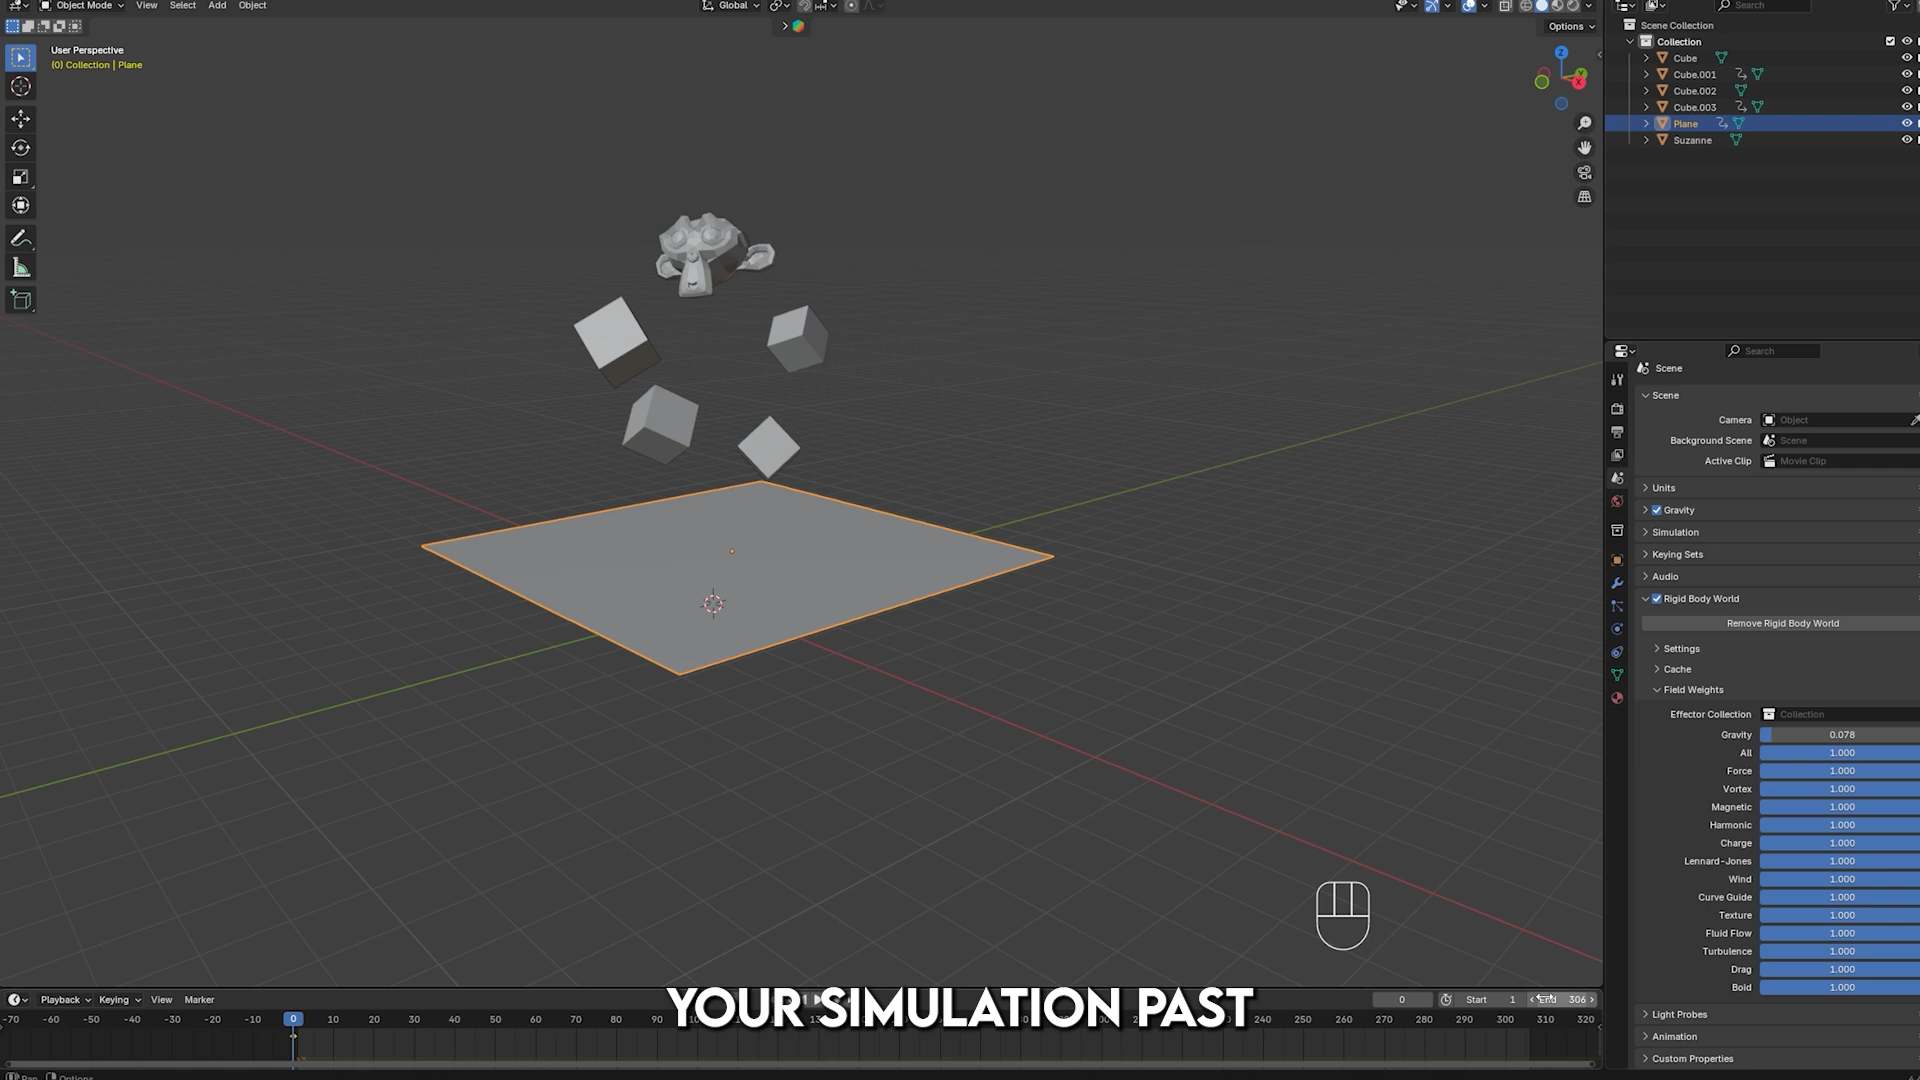 Object Mode View Select Add Object Global Search
Options
User Perspective
(0) Collection | Plane
Z
Y
X
Scene Collection
Collection
Cube
Cube.001
Cube.002
Cube.003
Plane
Suzanne
Search
Scene
Scene
Camera Object
Background Scene Scene
Active Clip Movie Clip
Units
Gravity
Simulation
Keying Sets
Audio
Rigid Body World
Remove Rigid Body World
Settings
Cache
Field Weights
Effector Collection Collection
Gravity 0.078
All 1.000
Force 1.000
Vortex 1.000
Magnetic 1.000
Harmonic 1.000
Charge 1.000
Lennard-Jones 1.000
Wind 1.000
Curve Guide 1.000
Texture 1.000
Fluid Flow 1.000
Turbulence 1.000
Drag 1.000
Boid 1.000
Light Probes
Animation
Custom Properties
Playback Keying View Marker 0 Start 1 End 306
YOUR SIMULATION PAST
-70 -60 -50 -40 -30 -20 -10 0 10 20 30 40 50 60 70 80 90 250 260 270 280 290 300 310 320
Pan Options